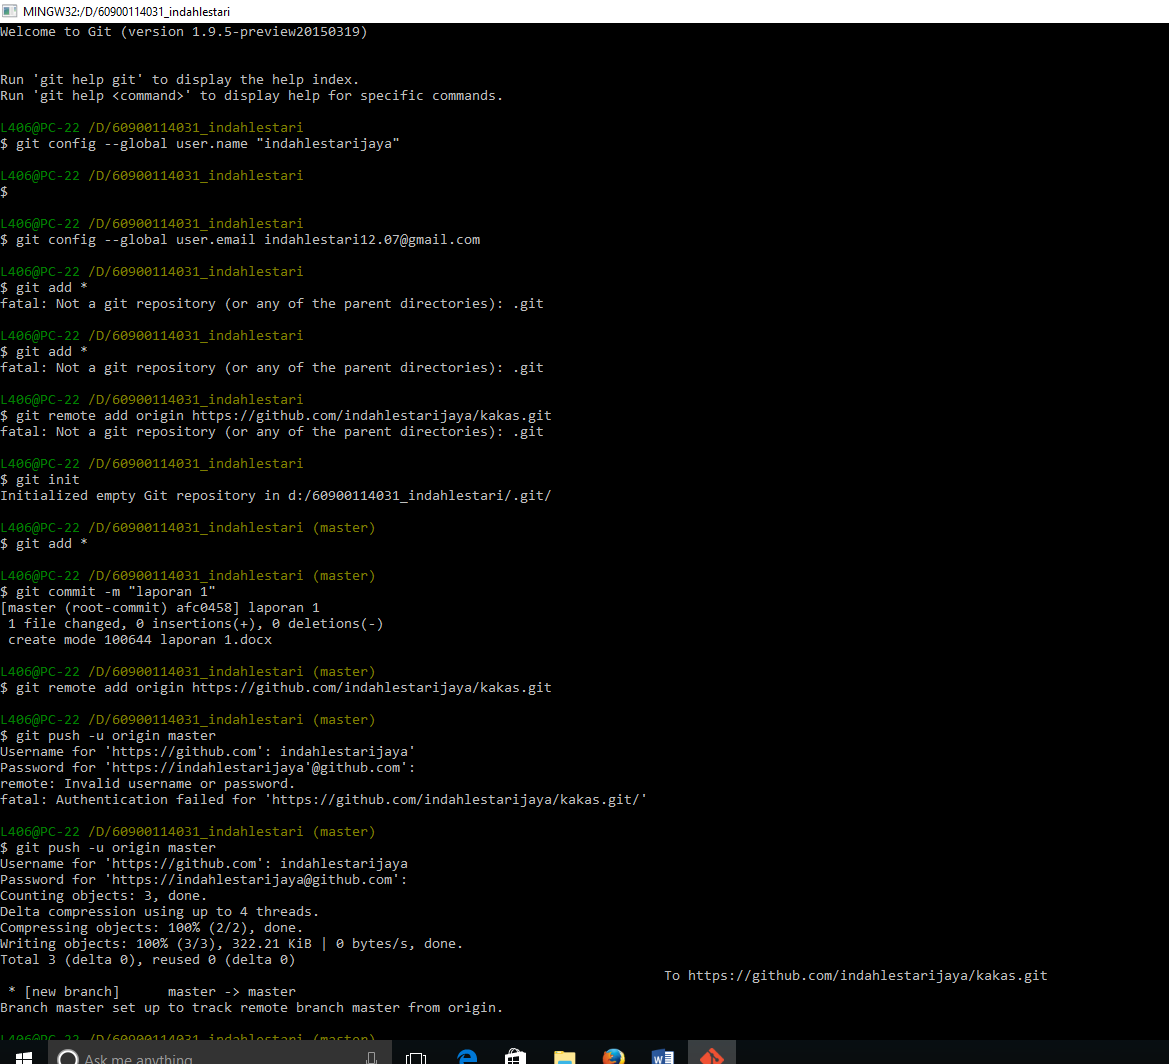 MINGW32:/D/60900114031_indahlestari
Welcome to Git (version 1.9.5-preview20150319)
Run 'git help git' to display the help index.
Run 'git help <command>' to display help for specific commands.
L406@PC-22 /D/60900114031_indahlestari
$ git config --global user.name "indahlestarijaya"
L406@PC-22 /D/60900114031_indahlestari
$
L406@PC-22 /D/60900114031_indahlestari
$ git config --global user.email indahlestari12.07@gmail.com
L406@PC-22 /D/60900114031_indahlestari
$ git add *
fatal: Not a git repository (or any of the parent directories): .git
L406@PC-22 /D/60900114031_indahlestari
$ git add *
fatal: Not a git repository (or any of the parent directories): .git
L406@PC-22 /D/60900114031_indahlestari
$ git remote add origin https://github.com/indahlestarijaya/kakas.git
fatal: Not a git repository (or any of the parent directories): .git
L406@PC-22 /D/60900114031_indahlestari
$ git init
Initialized empty Git repository in d:/60900114031_indahlestari/.git/
L406@PC-22 /D/60900114031_indahlestari (master)
$ git add *
L406@PC-22 /D/60900114031_indahlestari (master)
$ git commit -m "laporan 1"
[master (root-commit) afc0458] laporan 1
1 file changed, 0 insertions(+), 0 deletions(-)
create mode 100644 laporan 1.docx
L406@PC-22 /D/60900114031_indahlestari (master)
$ git remote add origin https://github.com/indahlestarijaya/kakas.git
L406@PC-22 /D/60900114031_indahlestari (master)
$ git push -u origin master
Username for 'https://github.com': indahlestarijaya'
Password for 'https://indahlestarijaya'@github.com':
remote: Invalid username or password.
fatal: Authentication failed for 'https://github.com/indahlestarijaya/kakas.git/'
L406@PC-22 /D/60900114031_indahlestari (master)
$ git push -u origin master
Username for 'https://github.com': indahlestarijaya
Password for 'https://indahlestarijaya@github.com':
Counting objects: 3, done.
Delta compression using up to 4 threads.
Compressing objects: 100% (2/2), done.
Writing objects: 100% (3/3), 322.21 KiB | 0 bytes/s, done.
Total 3 (delta 0), reused 0 (delta 0)
To https://github.com/indahlestarijaya/kakas.git
* [new branch]      master -> master
Branch master set up to track remote branch master from origin.
L406@PC-22 /D/60900114031_indahlestari (master)
Ask me anything